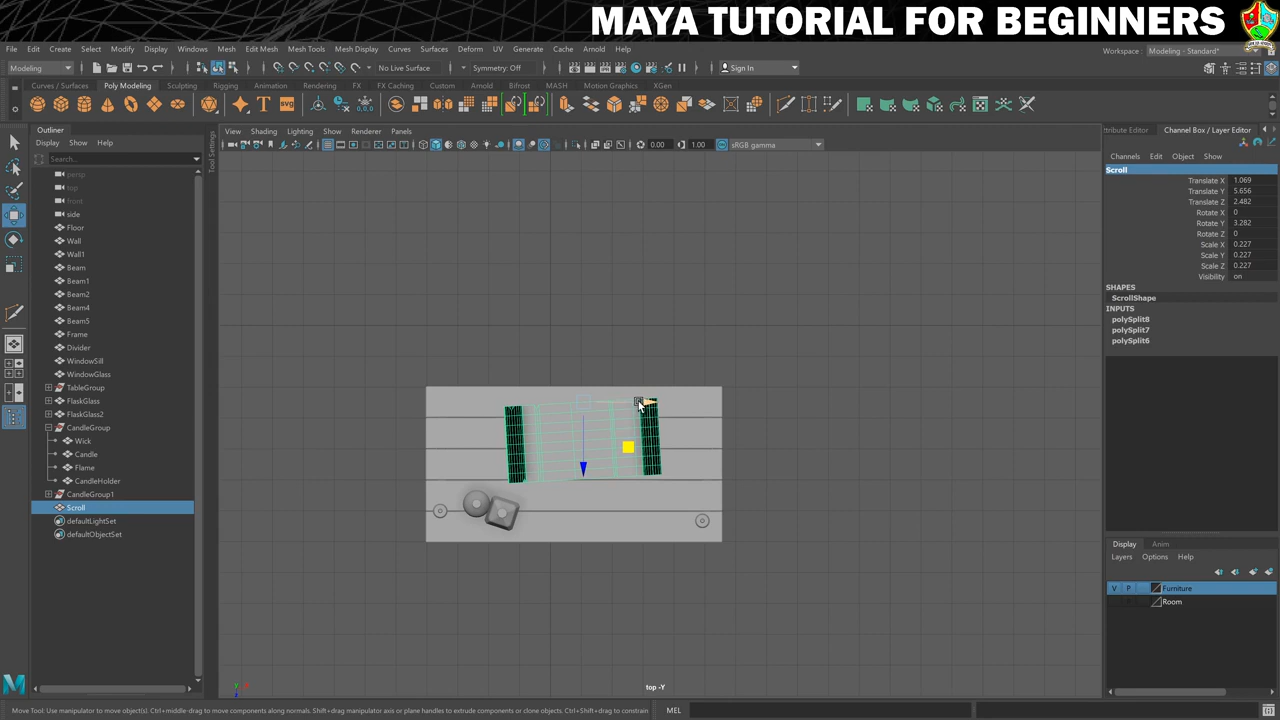 MAYA TUTORIAL FOR BEGINNERS
File Edit Create Select Modify Display Windows Mesh Edit Mesh Mesh Tools Mesh Display Curves Surfaces Deform UV Generate Cache Arnold Help
Workspace : Modeling - Standard*
Modeling No Live Surface Symmetry: Off Sign In
Curves / Surfaces Poly Modeling Sculpting Rigging Animation Rendering FX FX Caching Custom Arnold Bifrost MASH Motion Graphics XGen
Outliner
Display Show Help
Search...
Tool Settings
View Shading Lighting Show Renderer Panels
0.00 1.00 sRGB gamma
persp
top
front
side
Floor
Wall
Wall1
Beam
Beam1
Beam2
Beam4
Beam5
Frame
Divider
WindowSill
WindowGlass
TableGroup
FlaskGlass
FlaskGlass2
CandleGroup
Wick
Candle
Flame
CandleHolder
CandleGroup1
Scroll
defaultLightSet
defaultObjectSet
top -Y
tribute Editor Channel Box / Layer Editor
Channels Edit Object Show
Scroll
Translate X 1.069
Translate Y 5.656
Translate Z 2.482
Rotate X 0
Rotate Y 3.282
Rotate Z 0
Scale X 0.227
Scale Y 0.227
Scale Z 0.227
Visibility on
SHAPES
ScrollShape
INPUTS
polySplit8
polySplit7
polySplit6
Display Anim
Layers Options Help
V P Furniture
Room
Move Tool: Use manipulator to move object(s). Ctrl+middle-drag to move components along normals. Shift+drag manipulator axis or plane handles to extrude components or clone objects. Ctrl+Shift+drag to constrain
MEL